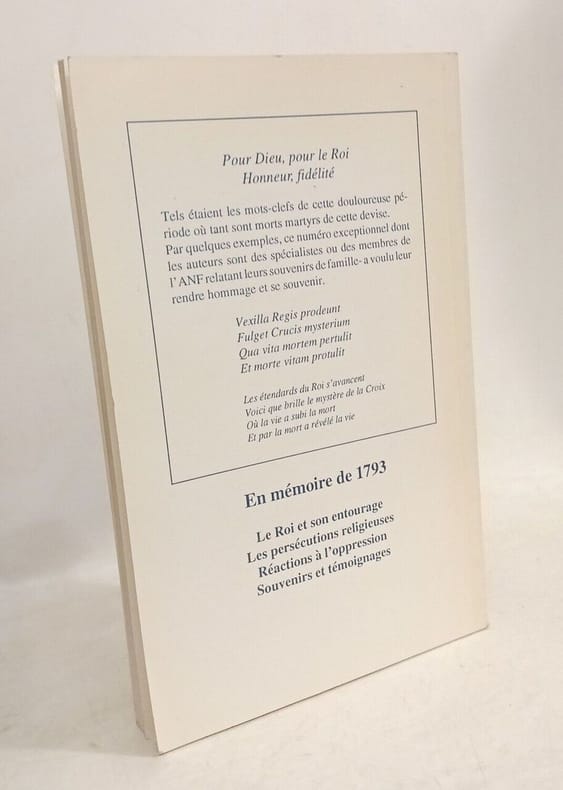 Pour Dieu, pour le Roi
Honneur, fidélité
Tels étaient les mots-clefs de cette douloureuse pé-
riode où tant sont morts martyrs de cette devise.
Par quelques exemples, ce numéro exceptionnel dont
les auteurs sont des spécialistes ou des membres de
l'ANF relatant leurs souvenirs de famille- a voulu leur
rendre hommage et se souvenir.
Vexilla Regis prodeunt
Fulget Crucis mysterium
Qua vita mortem pertulit
Et morte vitam protulit
Les étendards du Roi s'avancent
Voici que brille le mystère de la Croix
Où la vie a subi la mort
Et par la mort a révélé la vie
En mémoire de 1793
Le Roi et son entourage
Les persécutions religieuses
Réactions à l'oppression
Souvenirs et témoignages